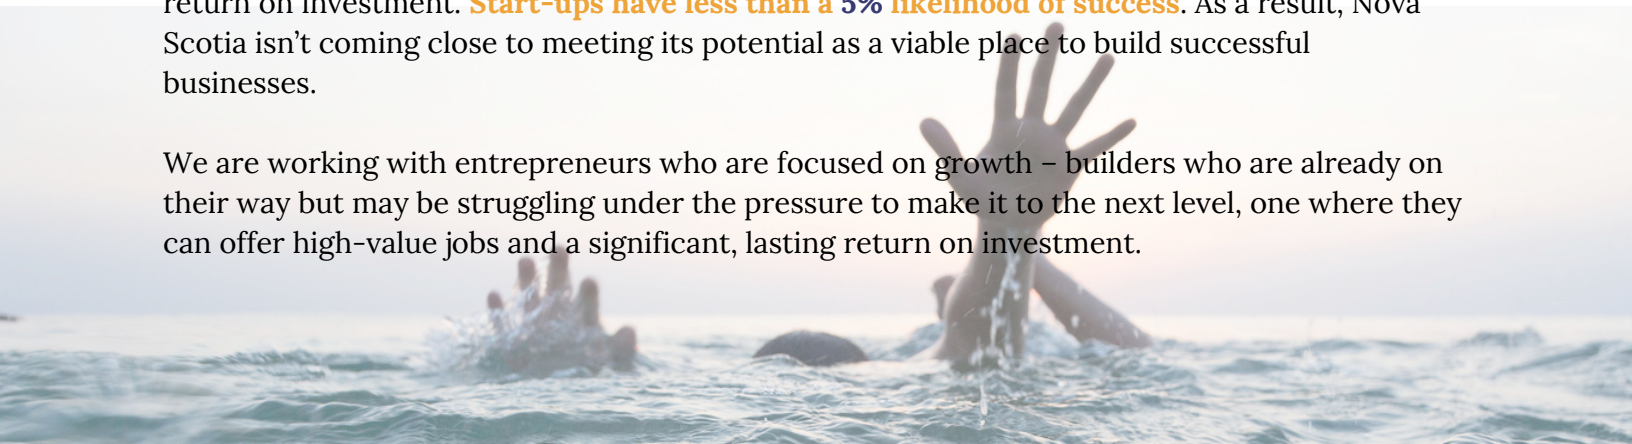 return on investment. Start-ups have less than a 5% likelihood of success. As a result, Nova
Scotia isn’t coming close to meeting its potential as a viable place to build successful
businesses.
We are working with entrepreneurs who are focused on growth – builders who are already on
their way but may be struggling under the pressure to make it to the next level, one where they
can offer high-value jobs and a significant, lasting return on investment.